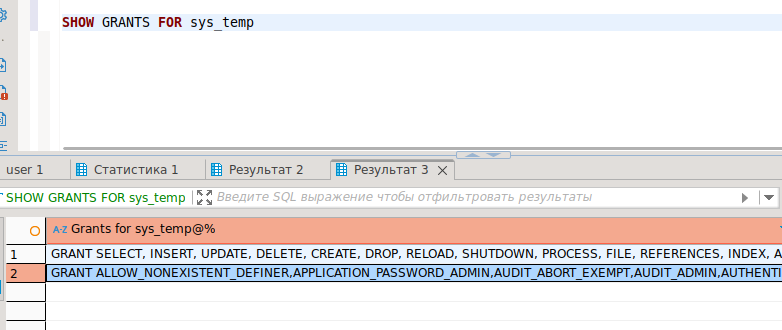 SHOW GRANTS FOR sys_temp
user 1
Статистика 1
Результат 2
Результат 3
SHOW GRANTS FOR sys_temp
Введите SQL выражение чтобы отфильтровать результаты
A-Z Grants for sys_temp@%
1 GRANT SELECT, INSERT, UPDATE, DELETE, CREATE, DROP, RELOAD, SHUTDOWN, PROCESS, FILE, REFERENCES, INDEX, A
2 GRANT ALLOW_NONEXISTENT_DEFINER,APPLICATION_PASSWORD_ADMIN,AUDIT_ABORT_EXEMPT,AUDIT_ADMIN,AUTHENTI